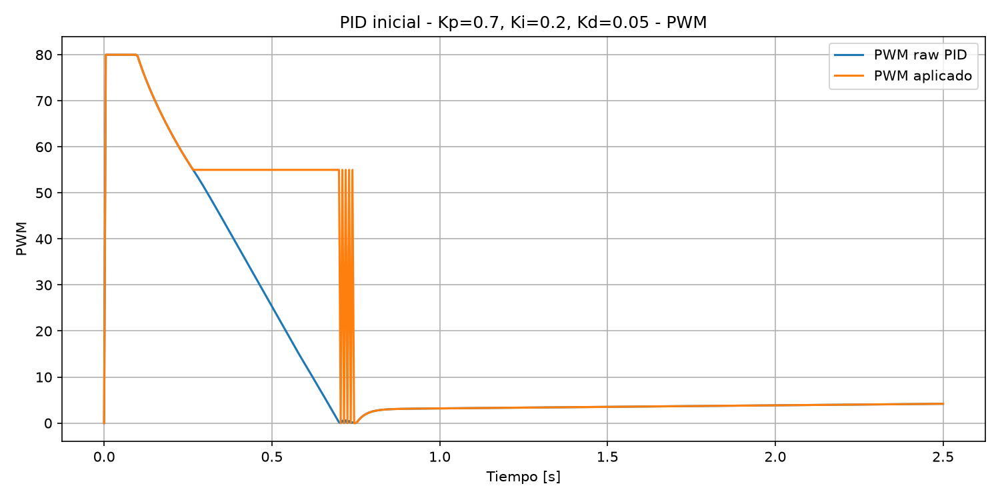 PID inicial - Kp=0.7, Ki=0.2, Kd=0.05 - PWM
PWM raw PID
PWM aplicado
80
70
60
50
40
30
20
10
0
PWM
0.0 0.5 1.0 1.5 2.0 2.5
Tiempo [s]